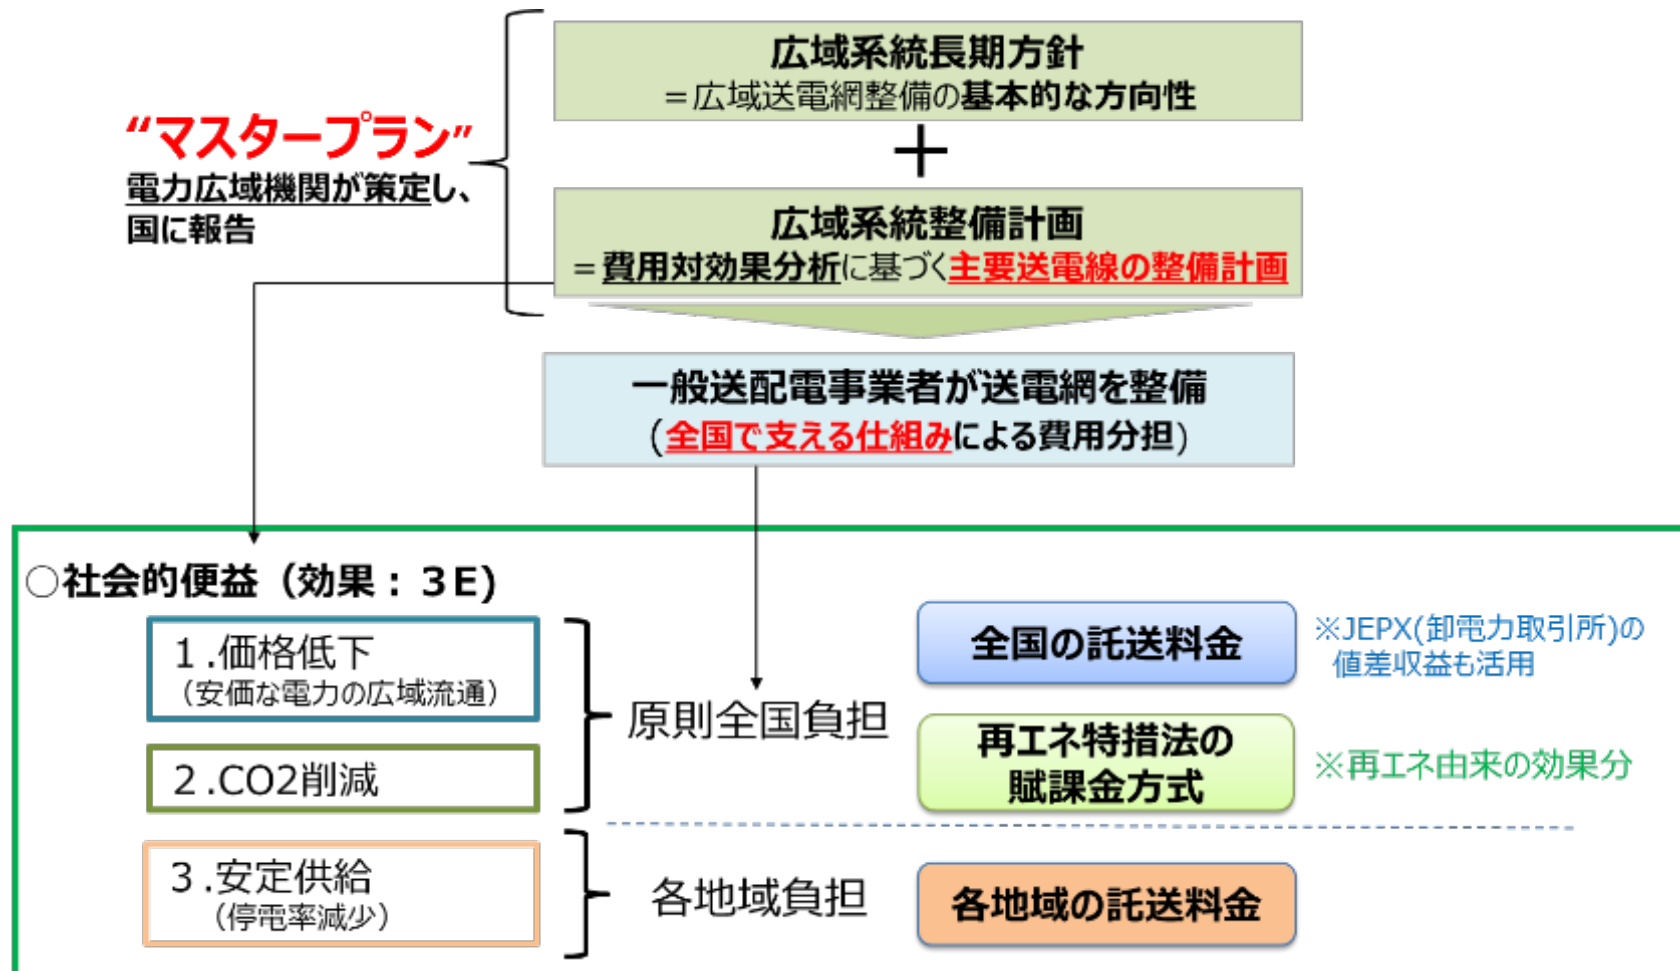 広域系統長期方針
＝広域送電網整備の基本的な方向性
“マスタープラン”
電力広域機関が策定し、
国に報告
＋
広域系統整備計画
＝費用対効果分析に基づく主要送電線の整備計画
一般送配電事業者が送電網を整備
(全国で支える仕組みによる費用分担)
○社会的便益（効果：３E)
１.価格低下
（安価な電力の広域流通）
２.CO2削減
３.安定供給
（停電率減少）
原則全国負担
各地域負担
全国の託送料金
※JEPX(卸電力取引所)の
値差収益も活用
再エネ特措法の
賦課金方式
※再エネ由来の効果分
各地域の託送料金